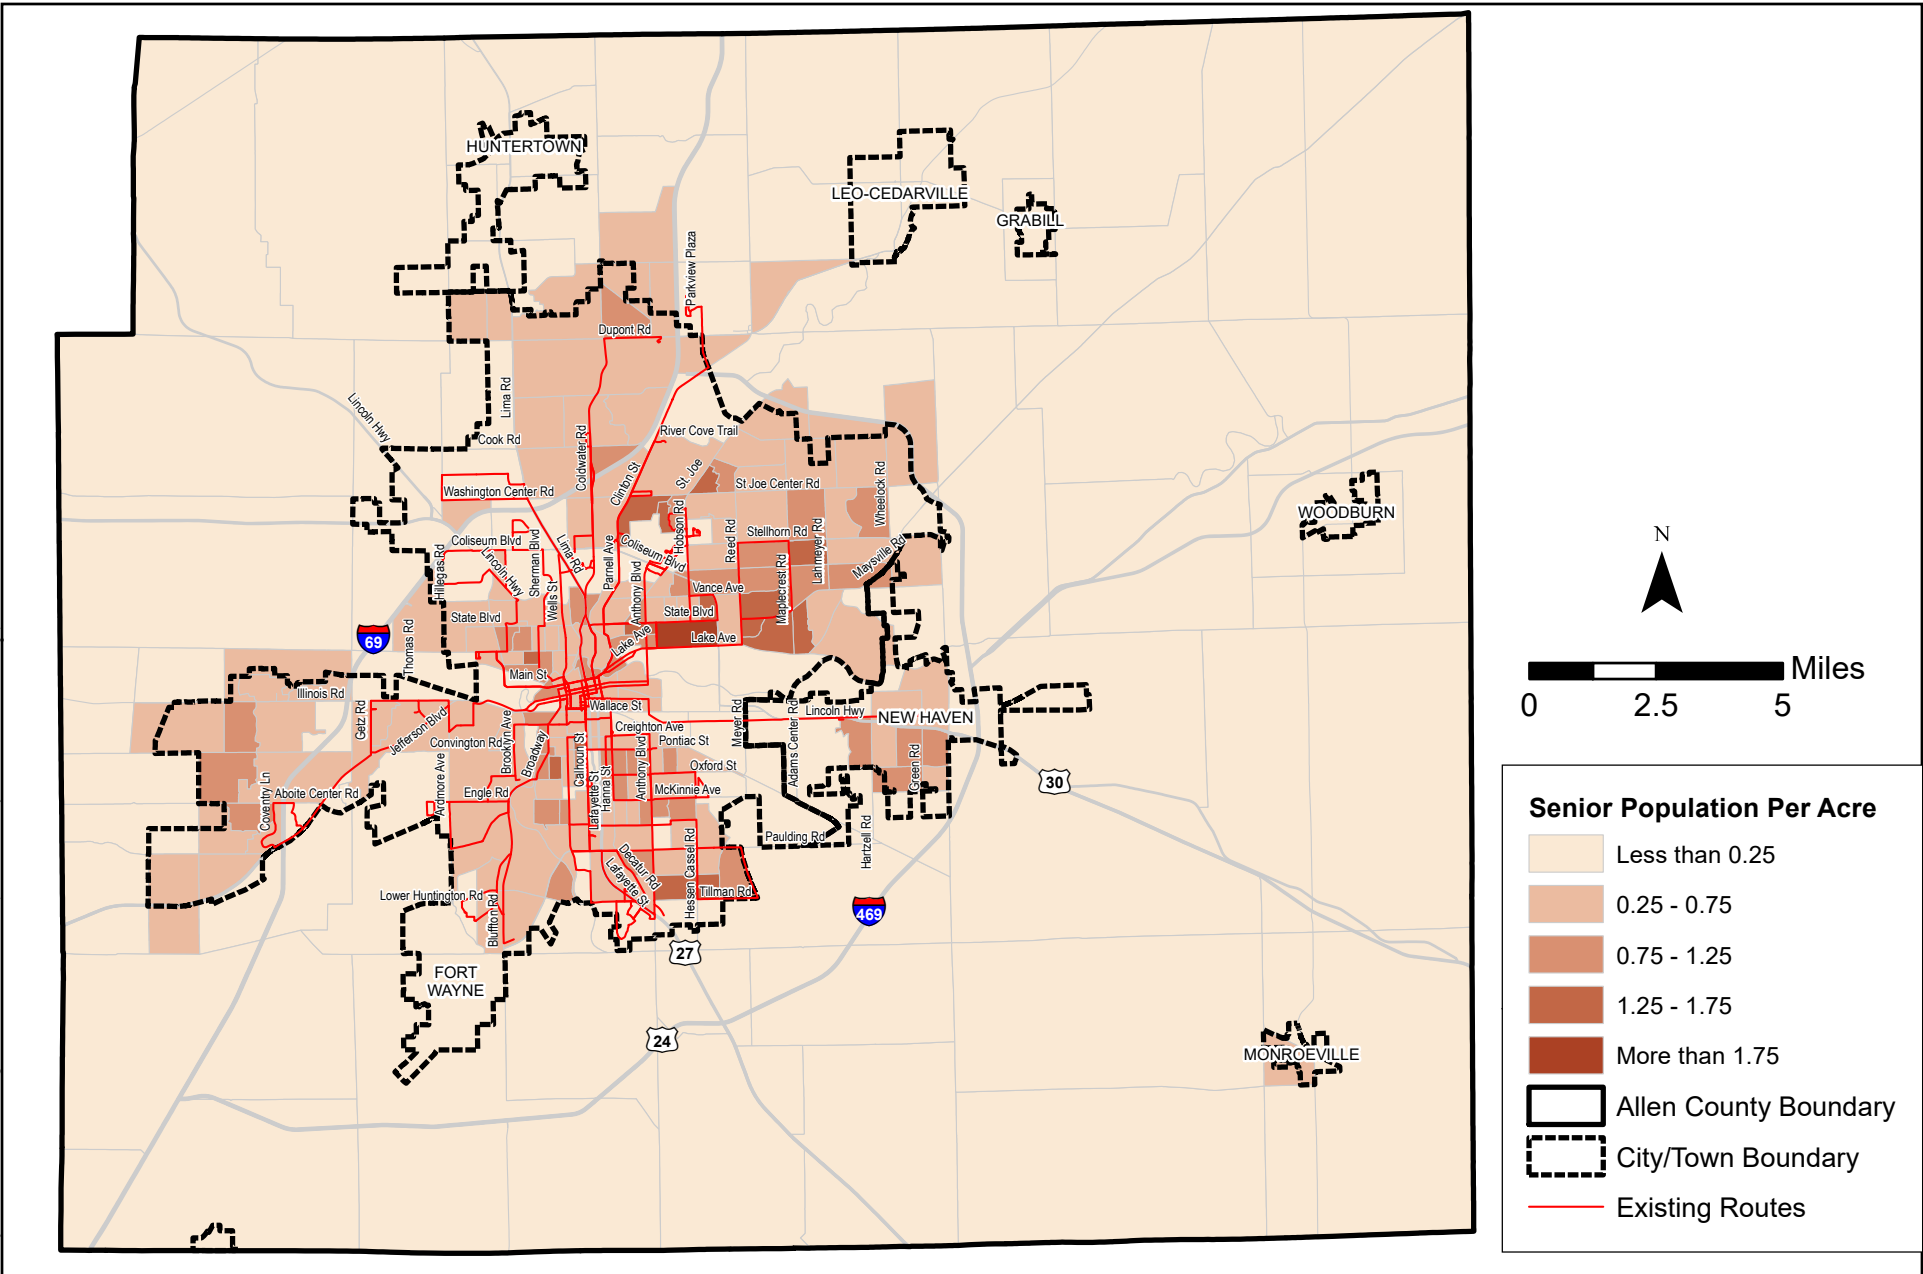 HUNTERTOWN
LEO-CEDARVILLE
GRABILL
Parkview Plaza
Dupont Rd
Lima Rd
Lincoln Hwy
Cook Rd
Coldwater Rd
River Cove Trail
Clinton St
St. Joe
St Joe Center Rd
Wheelock Rd
Washington Center Rd
Hobson Rd
WOODBURN
Reed Rd
Stellhorn Rd
Lahmeyer Rd
Maysville Rd
Coliseum Blvd
Lincoln Hwy
Hillegas Rd
Sherman Blvd
Lima Rd
Wells St
Parnell Ave
Coliseum Blvd
Anthony Blvd
Vance Ave
Maplecrest Rd
State Blvd
State Blvd
Lake Ave
Lake Ave
69
Thomas Rd
Main St
Illinois Rd
Getz Rd
Jefferson Blvd
Convington Rd
Brooklyn Ave
Broadway
Wallace St
Creighton Ave
Pontiac St
Oxford St
McKinnie Ave
Calhoun St
Lafayette St
Hanna St
Anthony Blvd
Meyer Rd
Adams Center Rd
Lincoln Hwy
NEW HAVEN
Green Rd
30
Coventry Ln
Aboite Center Rd
Ardmore Ave
Engle Rd
Paulding Rd
Hartzell Rd
Decatur Rd
Lafayette St
Hessen Cassel Rd
Tillman Rd
Lower Huntington Rd
Bluffton Rd
469
27
FORT
WAYNE
24
MONROEVILLE
N
Miles
0 2.5 5
Senior Population Per Acre
Less than 0.25
0.25 - 0.75
0.75 - 1.25
1.25 - 1.75
More than 1.75
Allen County Boundary
City/Town Boundary
Existing Routes